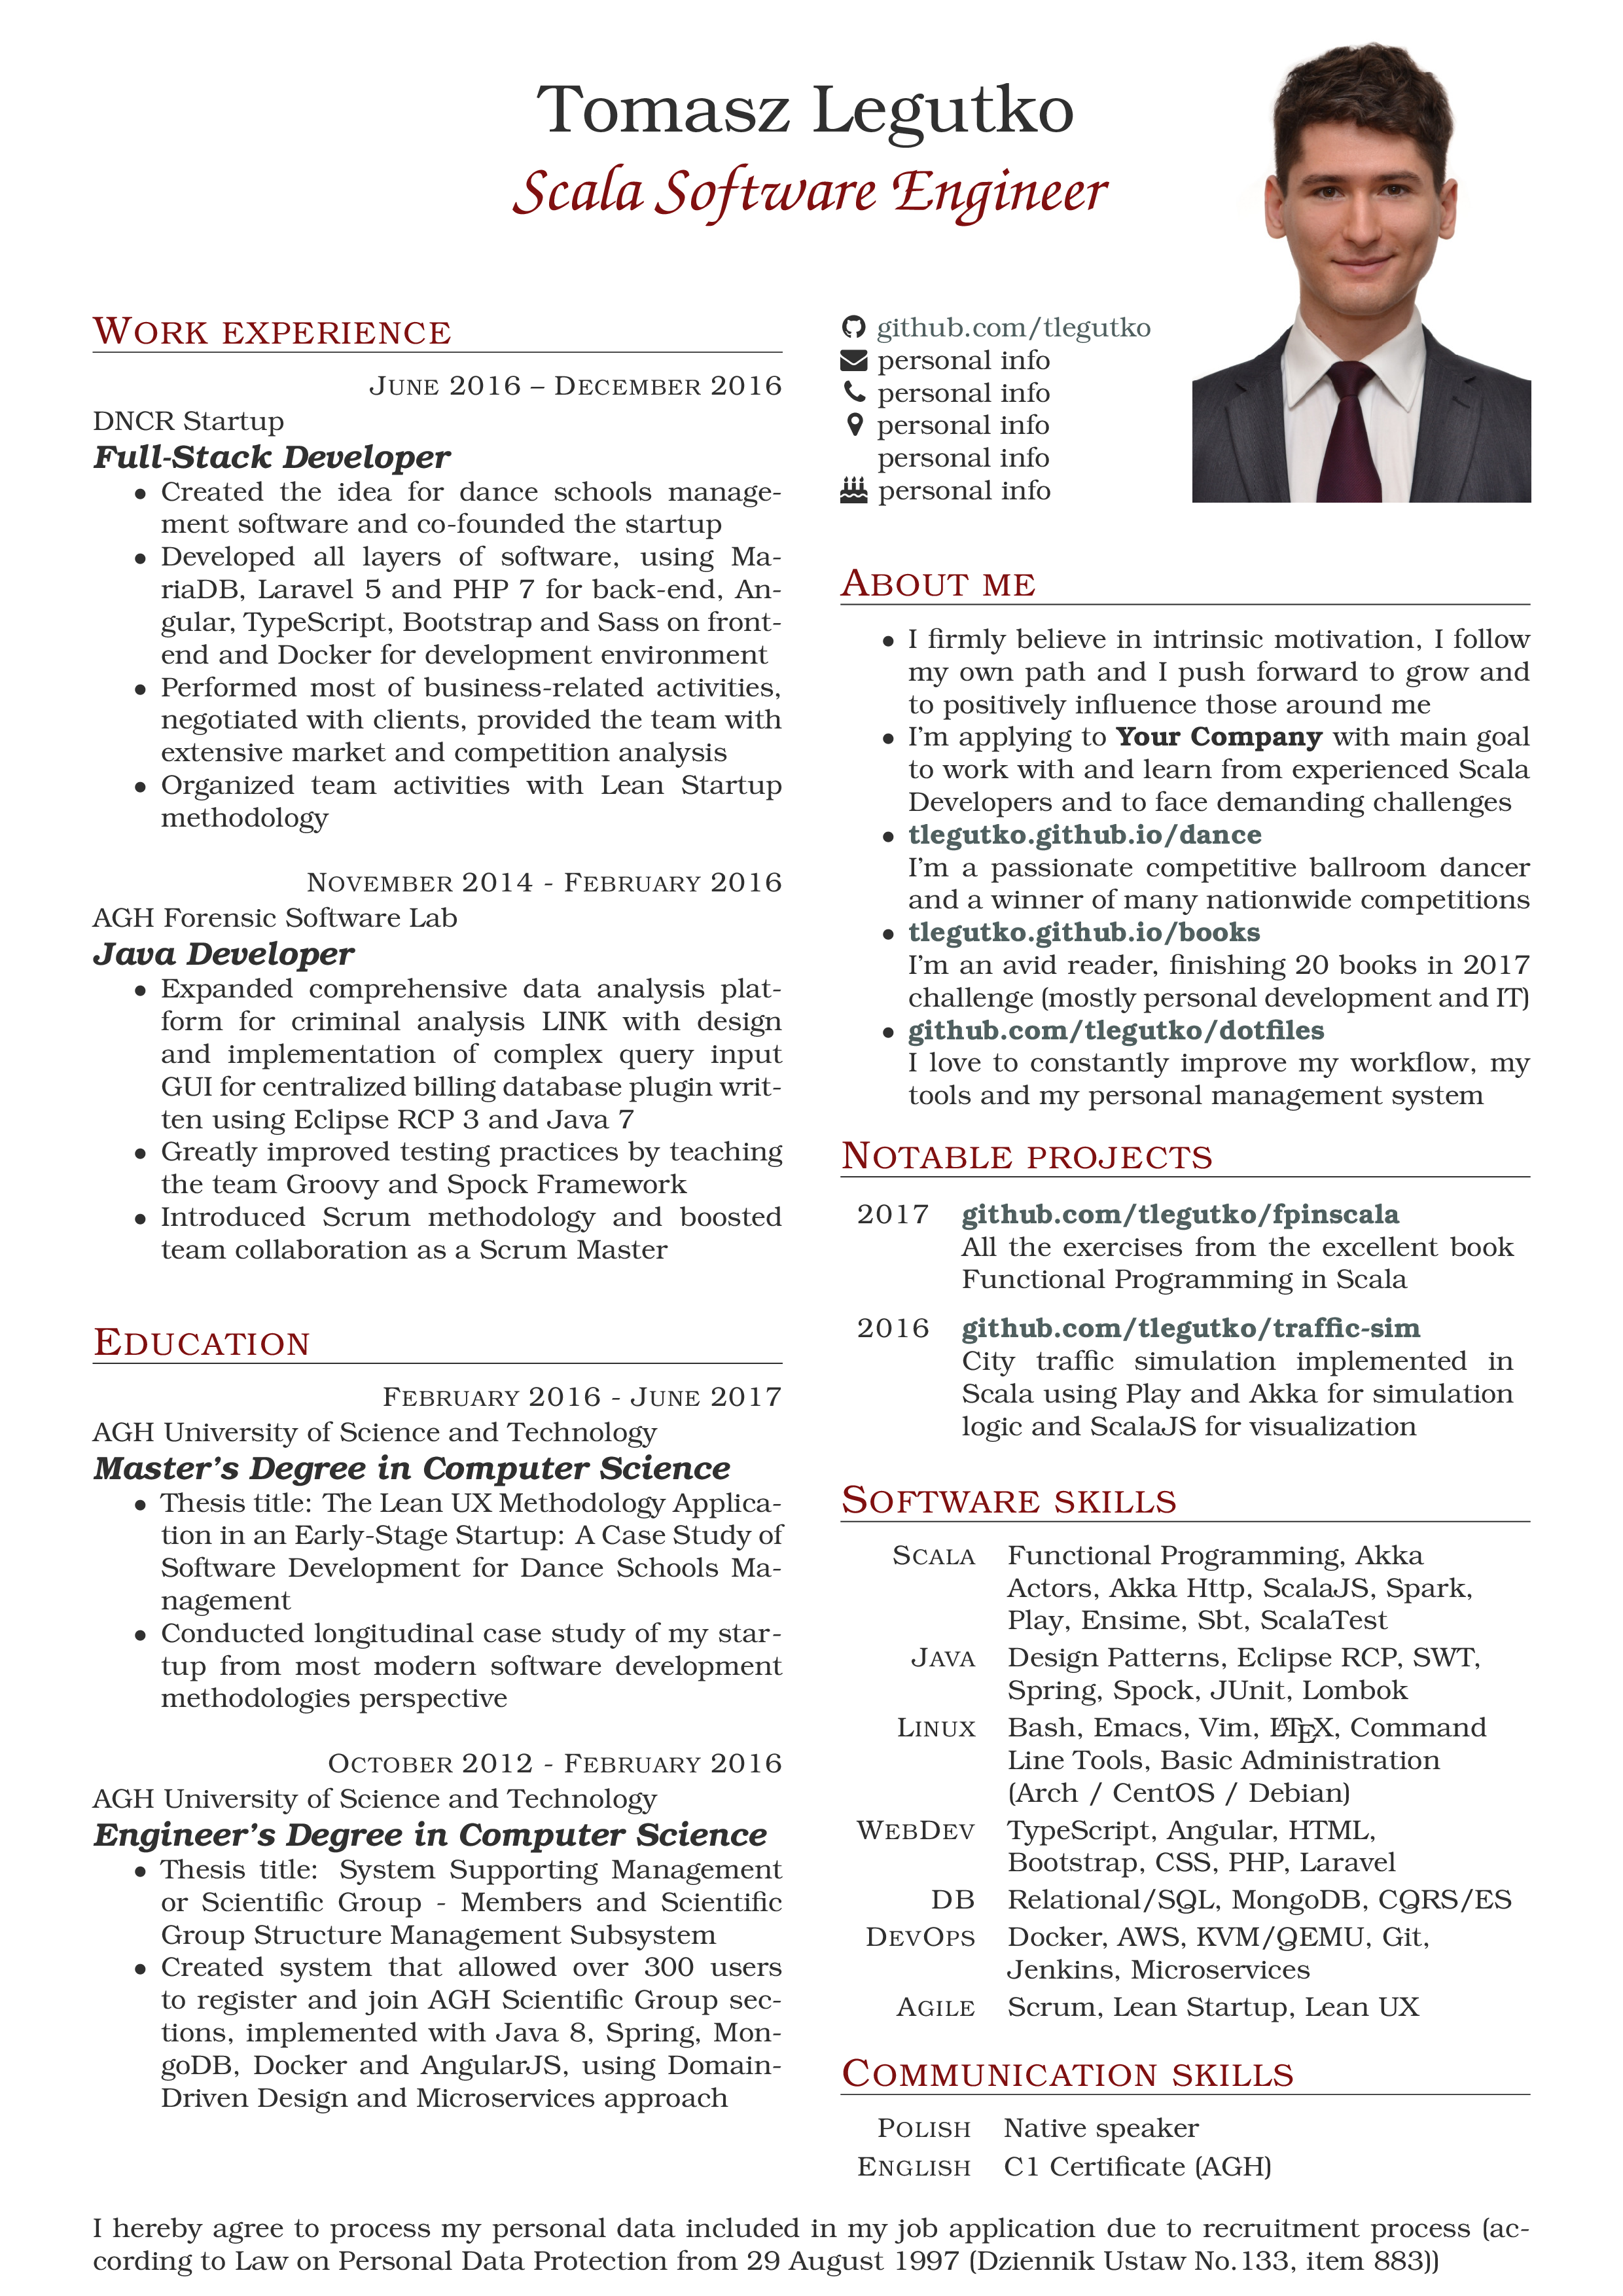 Tomasz Legutko
Scala Software Engineer
Work experience
June 2016 – December 2016
DNCR Startup
Full-Stack Developer
• Created the idea for dance schools manage-
ment software and co-founded the startup
• Developed all layers of software, using Ma-
riaDB, Laravel 5 and PHP 7 for back-end, An-
gular, TypeScript, Bootstrap and Sass on front-
end and Docker for development environment
• Performed most of business-related activities,
negotiated with clients, provided the team with
extensive market and competition analysis
• Organized team activities with Lean Startup
methodology
November 2014 - February 2016
AGH Forensic Software Lab
Java Developer
• Expanded comprehensive data analysis plat-
form for criminal analysis LINK with design
and implementation of complex query input
GUI for centralized billing database plugin writ-
ten using Eclipse RCP 3 and Java 7
• Greatly improved testing practices by teaching
the team Groovy and Spock Framework
• Introduced Scrum methodology and boosted
team collaboration as a Scrum Master
Education
February 2016 - June 2017
AGH University of Science and Technology
Master's Degree in Computer Science
• Thesis title: The Lean UX Methodology Applica-
tion in an Early-Stage Startup: A Case Study of
Software Development for Dance Schools Ma-
nagement
• Conducted longitudinal case study of my star-
tup from most modern software development
methodologies perspective
October 2012 - February 2016
AGH University of Science and Technology
Engineer's Degree in Computer Science
• Thesis title: System Supporting Management
or Scientific Group - Members and Scientific
Group Structure Management Subsystem
• Created system that allowed over 300 users
to register and join AGH Scientific Group sec-
tions, implemented with Java 8, Spring, Mon-
goDB, Docker and AngularJS, using Domain-
Driven Design and Microservices approach
github.com/tlegutko
personal info
personal info
personal info
personal info
personal info
About me
• I firmly believe in intrinsic motivation, I follow
my own path and I push forward to grow and
to positively influence those around me
• I'm applying to Your Company with main goal
to work with and learn from experienced Scala
Developers and to face demanding challenges
• tlegutko.github.io/dance
I'm a passionate competitive ballroom dancer
and a winner of many nationwide competitions
• tlegutko.github.io/books
I'm an avid reader, finishing 20 books in 2017
challenge (mostly personal development and IT)
• github.com/tlegutko/dotfiles
I love to constantly improve my workflow, my
tools and my personal management system
Notable projects
2017 github.com/tlegutko/fpinscala
All the exercises from the excellent book
Functional Programming in Scala
2016 github.com/tlegutko/traffic-sim
City traffic simulation implemented in
Scala using Play and Akka for simulation
logic and ScalaJS for visualization
Software skills
Scala Functional Programming, Akka
Actors, Akka Http, ScalaJS, Spark,
Play, Ensime, Sbt, ScalaTest
Java Design Patterns, Eclipse RCP, SWT,
Spring, Spock, JUnit, Lombok
Linux Bash, Emacs, Vim, LATEX, Command
Line Tools, Basic Administration
(Arch / CentOS / Debian)
WebDev TypeScript, Angular, HTML,
Bootstrap, CSS, PHP, Laravel
DB Relational/SQL, MongoDB, CQRS/ES
DevOps Docker, AWS, KVM/QEMU, Git,
Jenkins, Microservices
Agile Scrum, Lean Startup, Lean UX
Communication skills
Polish Native speaker
English C1 Certificate (AGH)
I hereby agree to process my personal data included in my job application due to recruitment process (ac-
cording to Law on Personal Data Protection from 29 August 1997 (Dziennik Ustaw No.133, item 883))